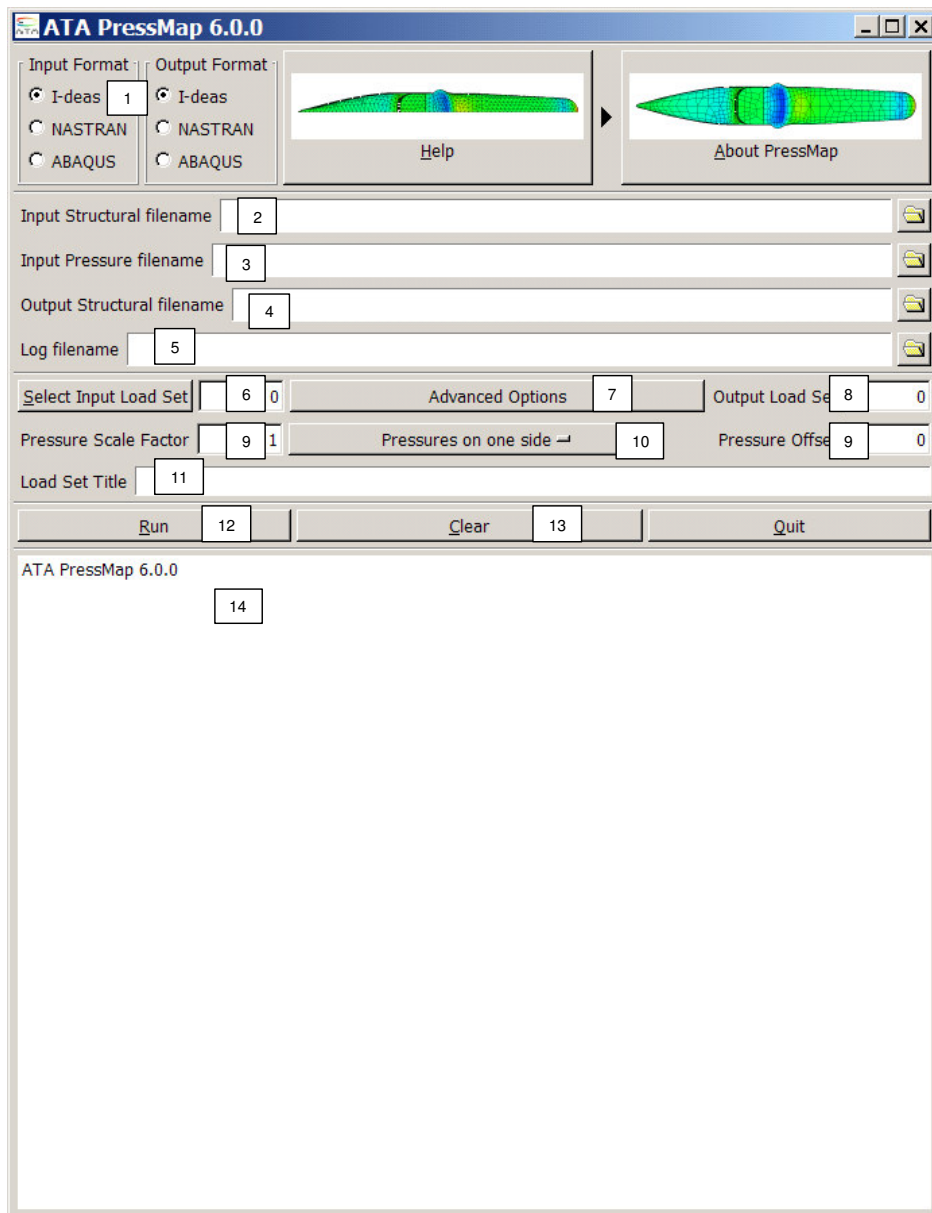 ATA PressMap 6.0.0
Input Format
Output Format
I-deas
1
I-deas
NASTRAN
NASTRAN
ABAQUS
ABAQUS
Help
About PressMap
Input Structural filename 2
Input Pressure filename 3
Output Structural filename 4
Log filename 5
Select Input Load Set 6 0 Advanced Options 7 Output Load Se 8 0
Pressure Scale Factor 9 1 Pressures on one side 10 Pressure Offse 9 0
Load Set Title 11
Run 12 Clear 13 Quit
ATA PressMap 6.0.0
14